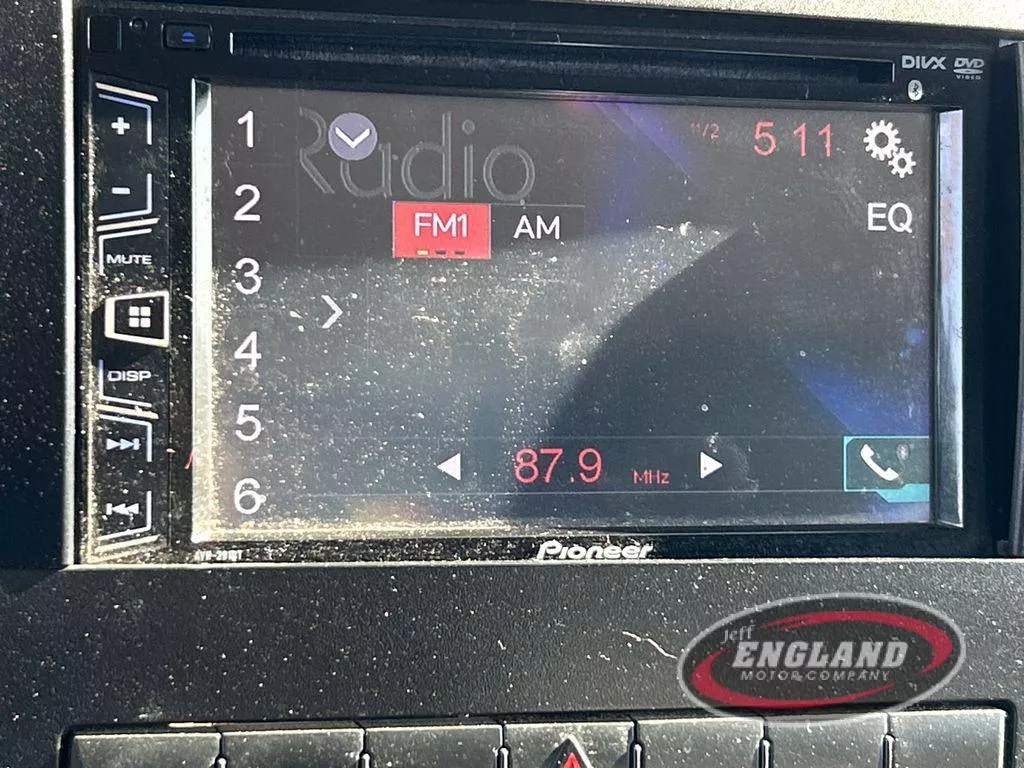 DIVX DVD
VIDEO
1
Radio
11/2
5 11
2
FM1
AM
EQ
MUTE
3
4
DISP
5
87.9
MHz
6
Pioneer
Jeff
ENGLAND
MOTOR COMPANY